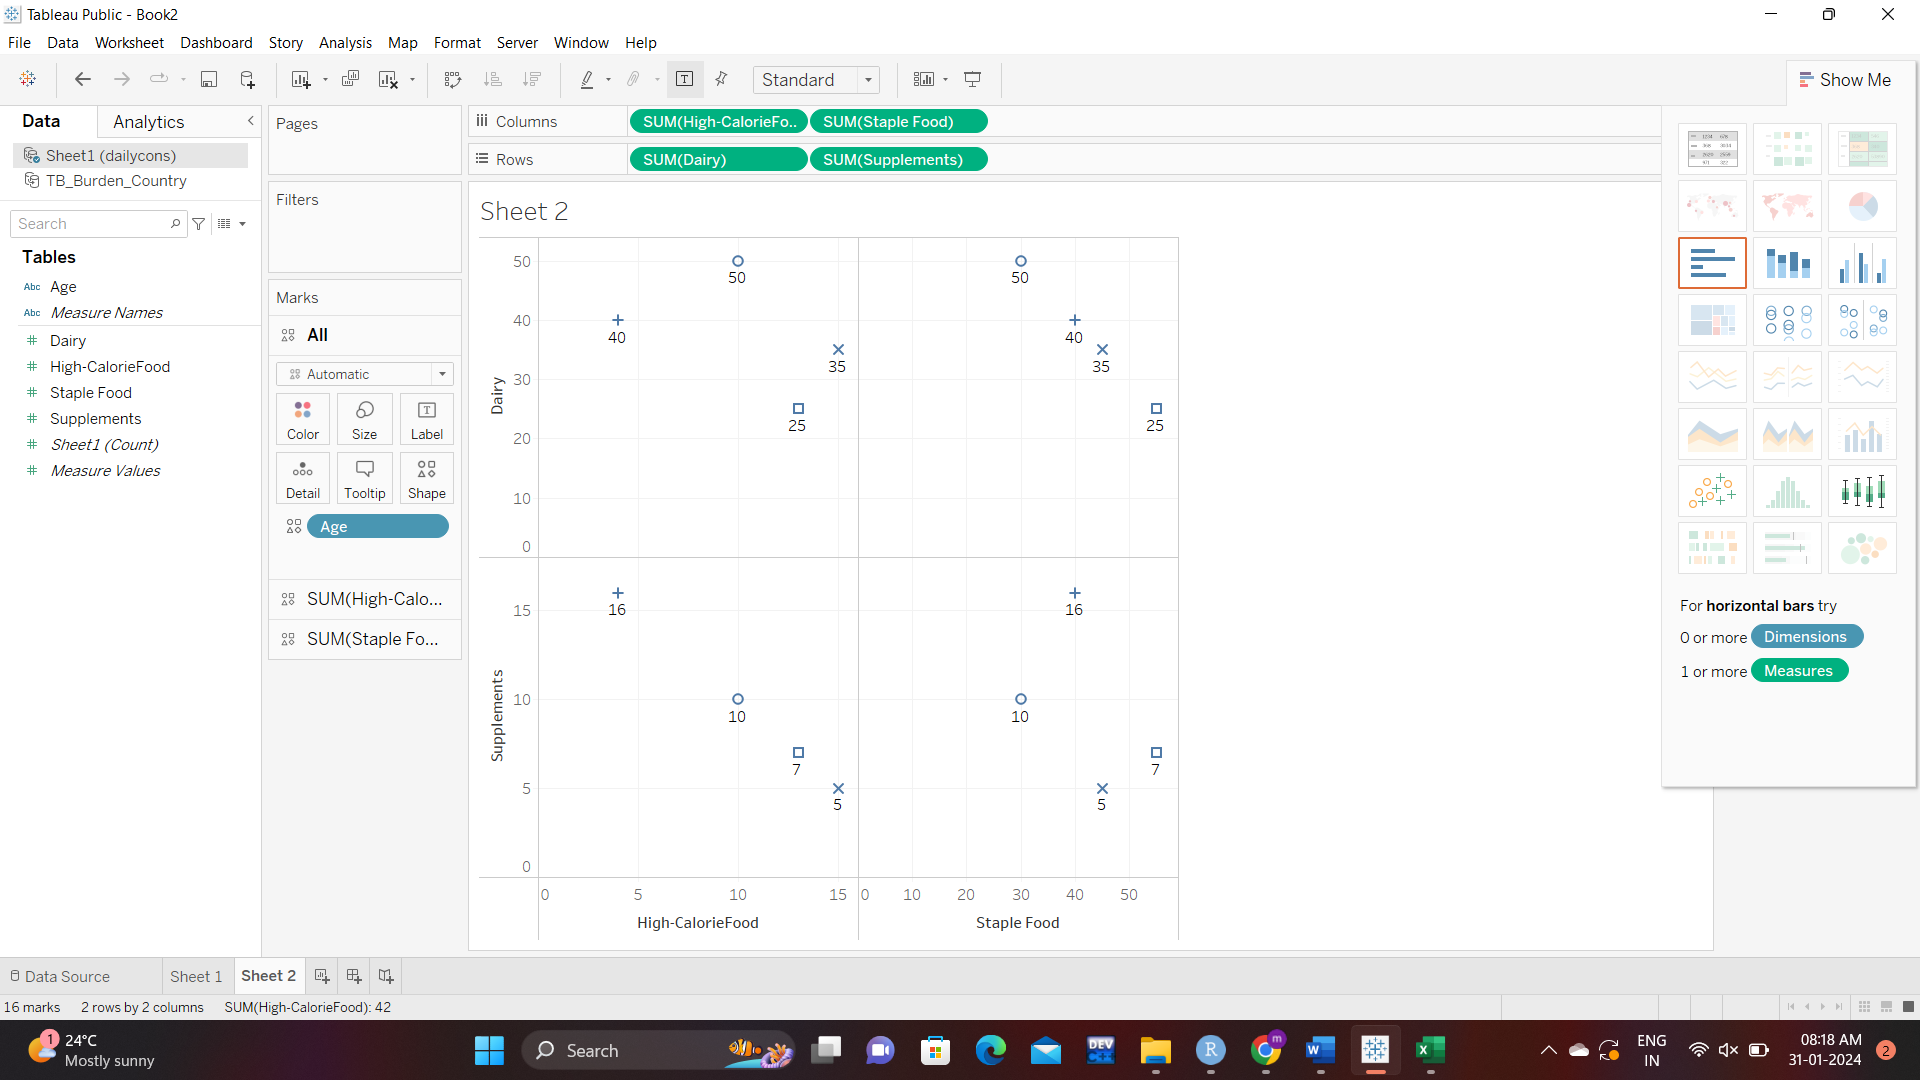 Tableau Public - Book2
File Data Worksheet Dashboard Story Analysis Map Format Server Window Help
Standard
Show Me
Data Analytics
Sheet1 (dailycons)
TB_Burden_Country
Search
Tables
Abc Age
Abc Measure Names
# Dairy
# High-CalorieFood
# Staple Food
# Supplements
# Sheet1 (Count)
# Measure Values
Pages
Filters
Marks
All
Automatic
Color Size Label
Detail Tooltip Shape
Age
SUM(High-Calo...
SUM(Staple Fo...
Columns SUM(High-CalorieFo.. SUM(Staple Food)
Rows SUM(Dairy) SUM(Supplements)
Sheet 2
Dairy
50
40
30
20
10
0
50
40
35
25
50
40
35
25
Supplements
15
10
5
0
16
10
7
5
16
10
7
5
0 5 10 15 0 10 20 30 40 50
High-CalorieFood Staple Food
For horizontal bars try
0 or more Dimensions
1 or more Measures
Data Source Sheet 1 Sheet 2
16 marks 2 rows by 2 columns SUM(High-CalorieFood): 42
1
24°C
Mostly sunny
Search
DEV
R
m
W
X
ENG
IN
08:18 AM
31-01-2024
2